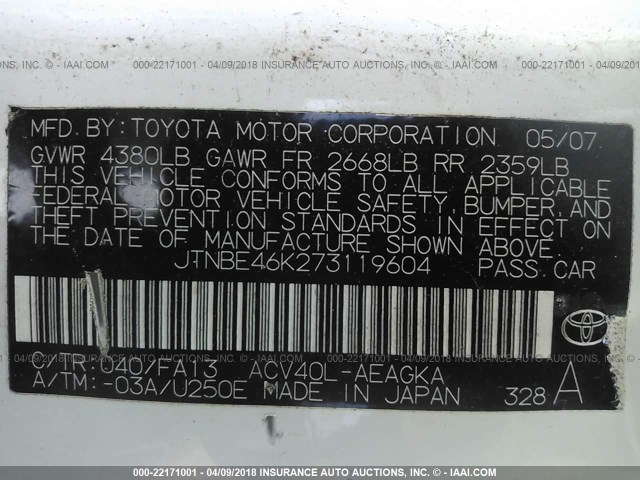 INC. - IAAI.COM 000-22171001 - 04/09/2018 INSURANCE AUTO AUCTIONS, INC. - IAAI.COM 000-22171001 - 04/09/2018
MFD.BY:TOYOTA MOTOR CORPORATION 05/07
GVWR 4380LB GAWR FR 2668LB RR 2359LB
THIS VEHICLE CONFORMS TO ALL APPLICABLE
FEDERAL MOTOR VEHICLE SAFETY, BUMPER, AND
THEFT PREVENTION STANDARDS IN EFFECT ON
THE DATE OF MANUFACTURE SHOWN ABOVE.
JTNBE46K273119604 PASS.CAR
C/TR:040/FA13 ACV40L-AEAGKA
A/TM:-03A/U250E MADE IN JAPAN 328 A
000-22171001 - 04/09/2018 INSURANCE AUTO AUCTIONS, INC. - IAAI.COM